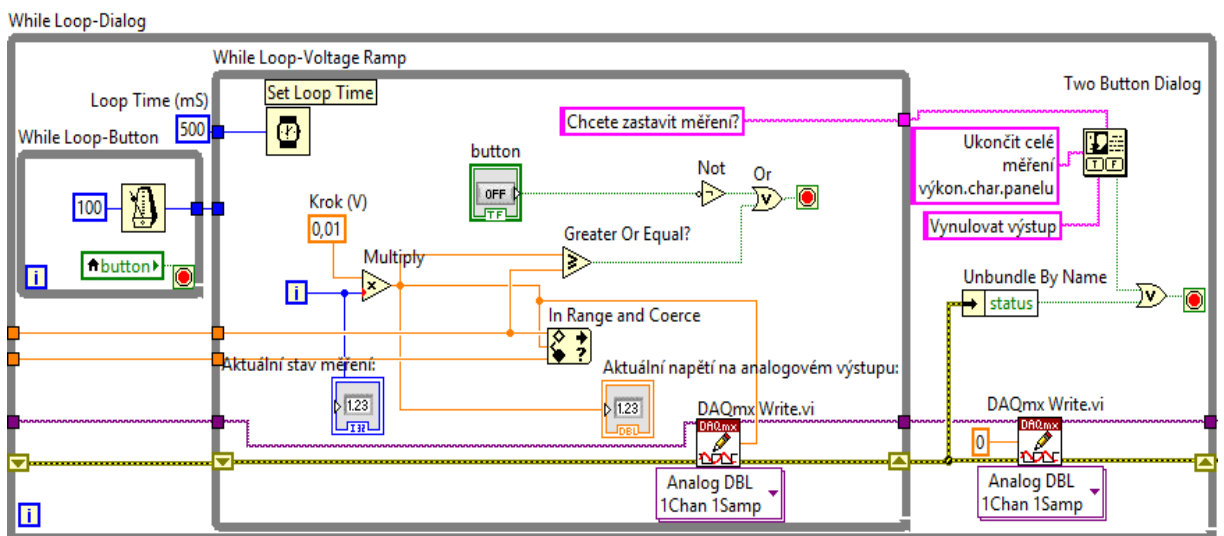 While Loop-Dialog
While Loop-Voltage Ramp
Set Loop Time
Two Button Dialog
Loop Time (mS)
500
While Loop-Button
Chcete zastavit měření?
Ukončit celé
měření
výkon.char.panelu
T F
button
OFF
TF
Not
Or
V
100
Krok (V)
0,01
Greater Or Equal?
Vynulovat výstup
button
i
Multiply
x
i
Unbundle By Name
status
V
In Range and Coerce
?
Aktuální stav měření:
Aktuální napětí na analogovém výstupu:
1.23
I32
1.23
DBL
DAQmx Write.vi
DAQmx
DAQmx Write.vi
DAQmx
0
Analog DBL
1Chan 1Samp
Analog DBL
1Chan 1Samp
i